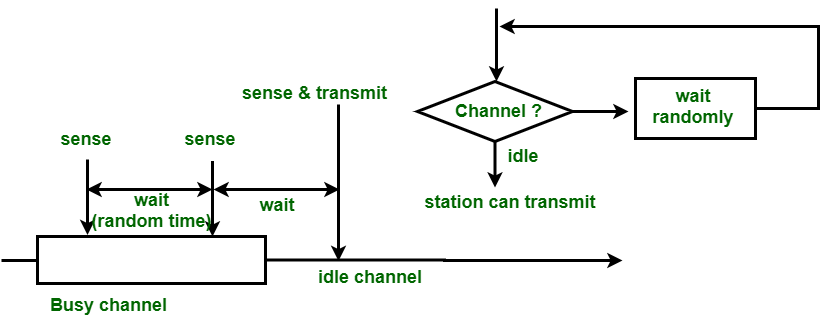 sense & transmit
sense
sense
wait
(random time)
wait
idle channel
Busy channel
Channel ?
wait
randomly
idle
station can transmit